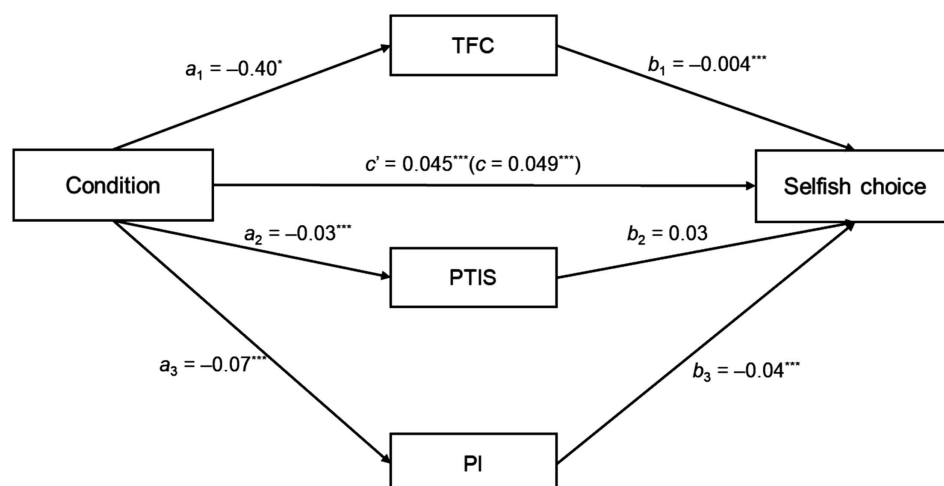 TFC
a₁ = –0.40*
b₁ = –0.004***
c' = 0.045***(c = 0.049***)
Condition
Selfish choice
a₂ = –0.03***
b₂ = 0.03
PTIS
a₃ = –0.07***
b₃ = –0.04***
PI